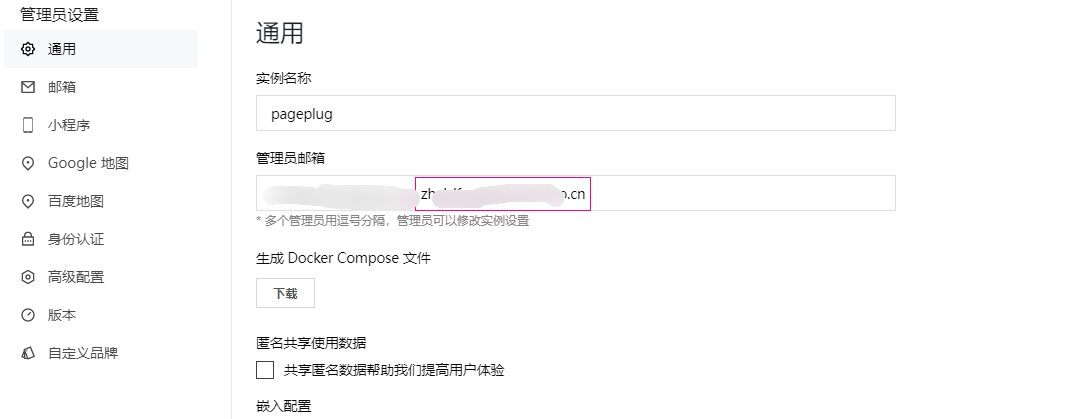 管理员设置
通用
邮箱
小程序
Google 地图
百度地图
身份认证
高级配置
版本
自定义品牌
通用
实例名称
pageplug
管理员邮箱
.cn
* 多个管理员用逗号分隔，管理员可以修改实例设置
生成 Docker Compose 文件
下载
匿名共享使用数据
共享匿名数据帮助我们提高用户体验
嵌入配置